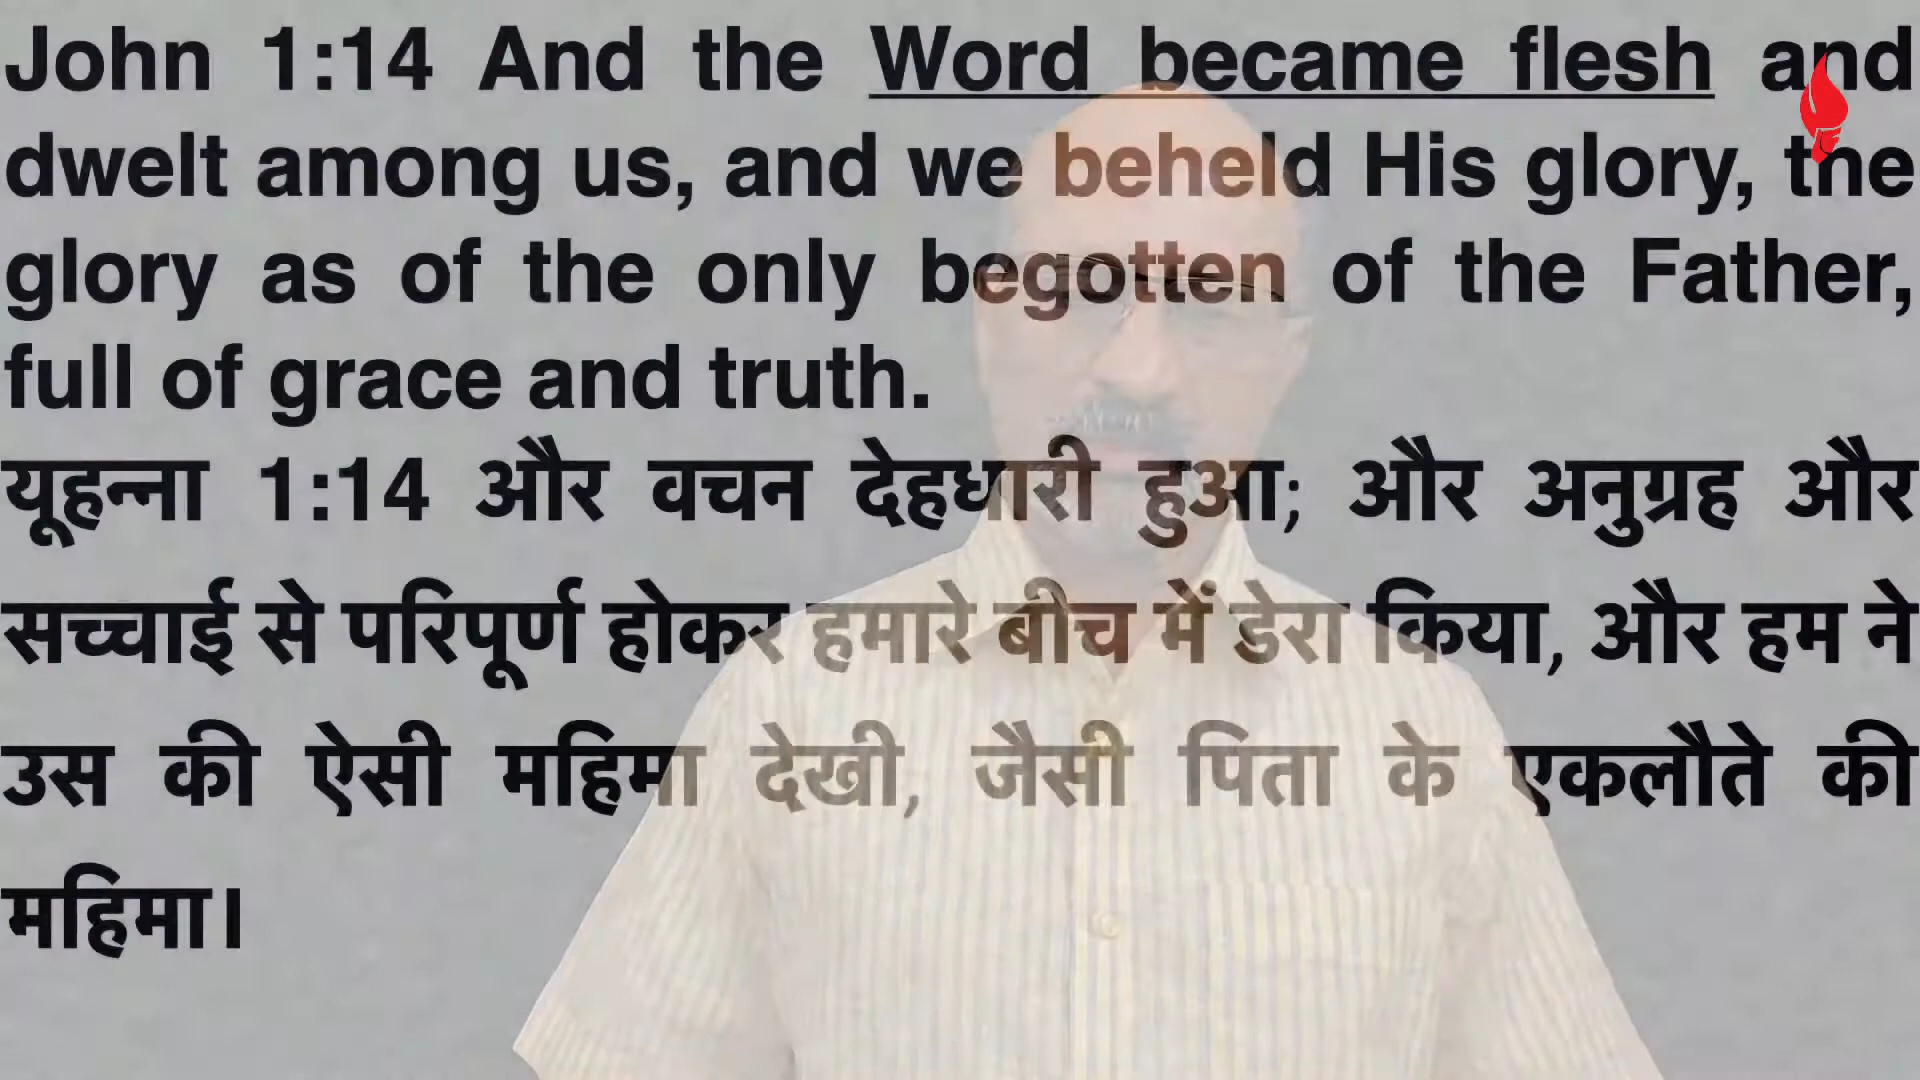 John 1:14 And the Word became flesh and
dwelt among us, and we beheld His glory, the
glory as of the only begotten of the Father,
full of grace and truth.
यूहन्ना 1:14 और वचन देहधारी हुआ; और अनुग्रह और
सच्चाई से परिपूर्ण होकर हमारे बीच में डेरा किया, और हम ने
उस की ऐसी महिमा देखी, जैसी पिता के एकलौते की
महिमा।